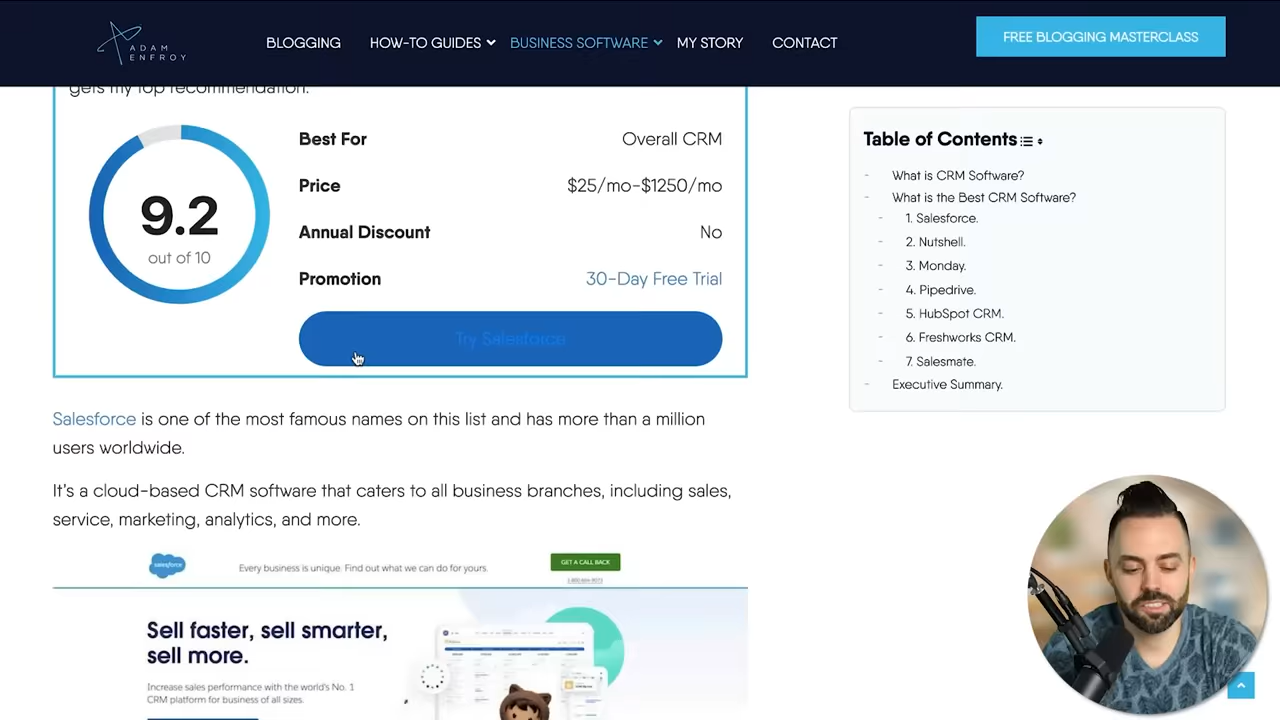 ADAM
ENFROY
BLOGGING
HOW-TO GUIDES
BUSINESS SOFTWARE
MY STORY
CONTACT
FREE BLOGGING MASTERCLASS
gets my top recommendation.
9.2
out of 10
Best For
Overall CRM
Price
$25/mo-$1250/mo
Annual Discount
No
Promotion
30-Day Free Trial
Try Salesforce
Salesforce is one of the most famous names on this list and has more than a million
users worldwide.
It's a cloud-based CRM software that caters to all business branches, including sales,
service, marketing, analytics, and more.
salesforce
Every business is unique. Find out what we can do for yours.
GET A CALL BACK
Sell faster, sell smarter,
sell more.
Increase sales performance with the world's No. 1
CRM platform for business of all sizes.
Table of Contents
- What is CRM Software?
- What is the Best CRM Software?
- 1. Salesforce.
- 2. Nutshell.
- 3. Monday.
- 4. Pipedrive.
- 5. HubSpot CRM.
- 6. Freshworks CRM.
- 7. Salesmate.
- Executive Summary.